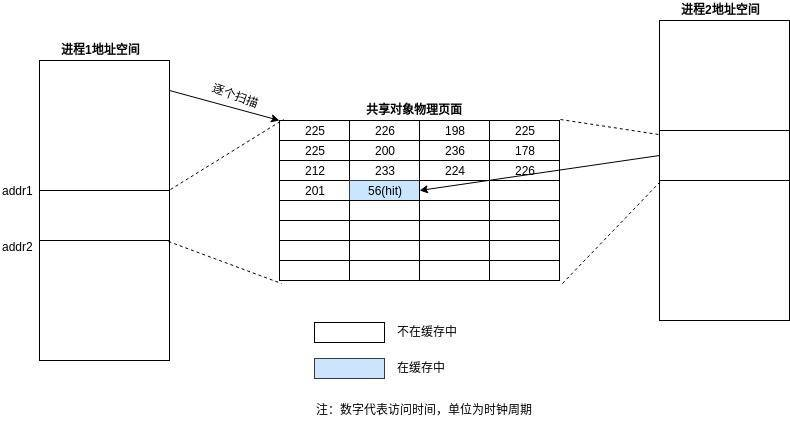 进程2地址空间
进程1地址空间
逐个扫描
共享对象物理页面
225 226 198 225
225 200 236 178
212 233 224 226
201 56(hit)
addr1
addr2
不在缓存中
在缓存中
注：数字代表访问时间，单位为时钟周期